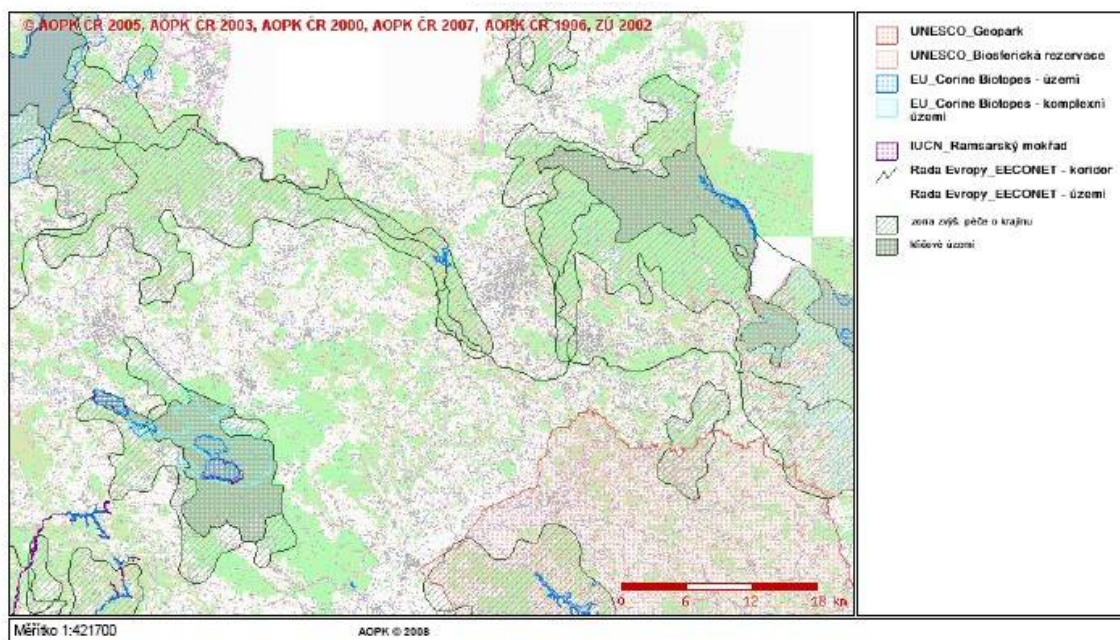 © AOPK ČR 2005, AOPK ČR 2003, AOPK ČR 2000, AOPK ČR 2007, AOPK ČR 1996, ZÚ 2002
UNESCO_Geopark
UNESCO_Biosferická rezervace
EU_Corine Biotopes - území
EU_Corine Biotopes - komplexní
území
IUCN_Ramsarský mokřad
Rada Evropy_EECONET - koridor
Rada Evropy_EECONET - území
zona zvýš. péče o krajinu
klíčové území
0 6 12 18 km
Měřítko 1:421700
AOPK © 2008